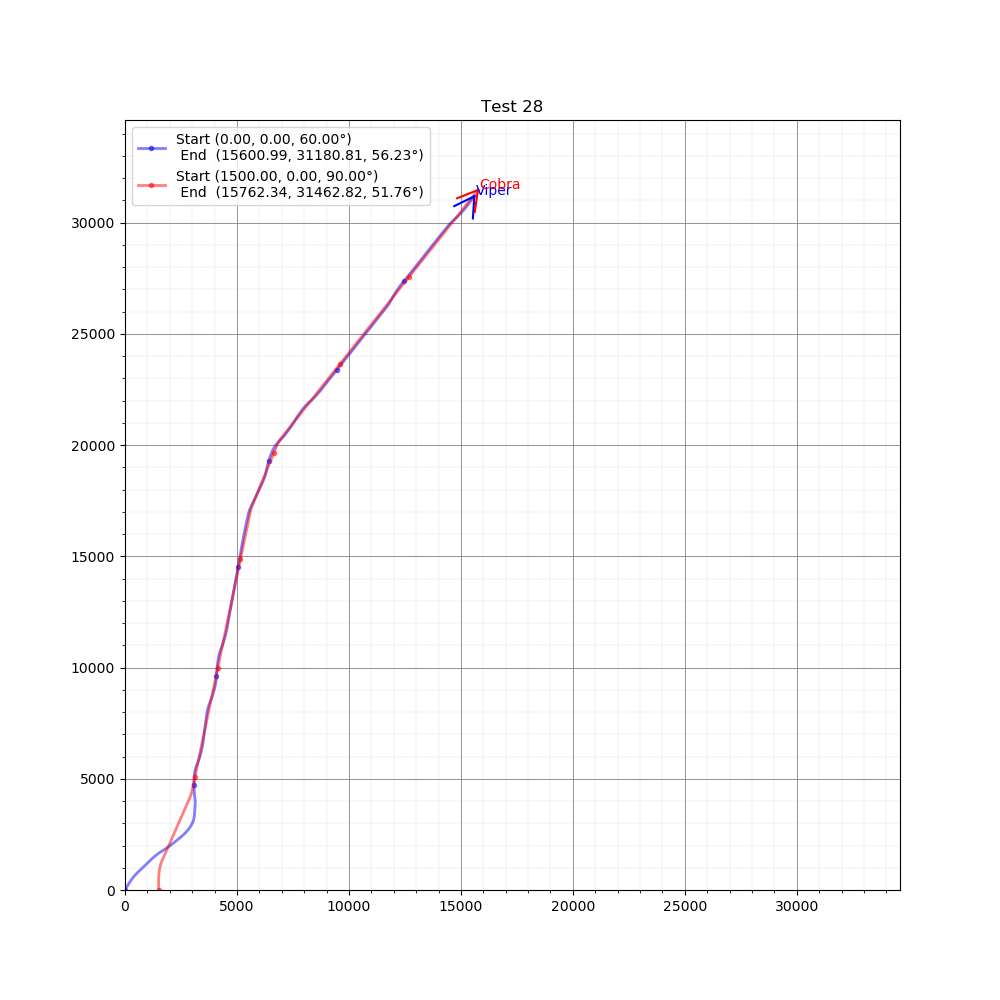 Test 28
Start (0.00, 0.00, 60.00°)
End  (15600.99, 31180.81, 56.23°)
Start (1500.00, 0.00, 90.00°)
End  (15762.34, 31462.82, 51.76°)
Cobra
Viper
30000
25000
20000
15000
10000
5000
0
0 5000 10000 15000 20000 25000 30000